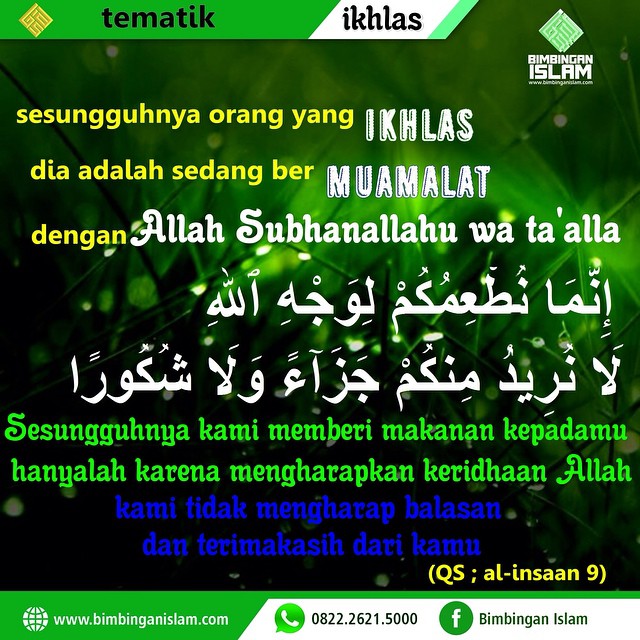 tematik
ikhlas
BIMBINGAN
ISLAM
www.bimbinganislam.com
sesungguhnya orang yang IKHLAS
dia adalah sedang ber MUAMALAT
dengan Allah Subhanallahu wa ta'alla
إِنَّمَا نُطْعِمُكُمْ لِوَجْهِ ٱللَّهِ
لَا نُرِيدُ مِنكُمْ جَزَآءً وَلَا شُكُورًا
Sesungguhnya kami memberi makanan kepadamu
hanyalah karena mengharapkan keridhaan Allah
kami tidak mengharap balasan
dan terimakasih dari kamu
(QS ; al-insaan 9)
www.bimbinganislam.com
0822.2621.5000
Bimbingan Islam